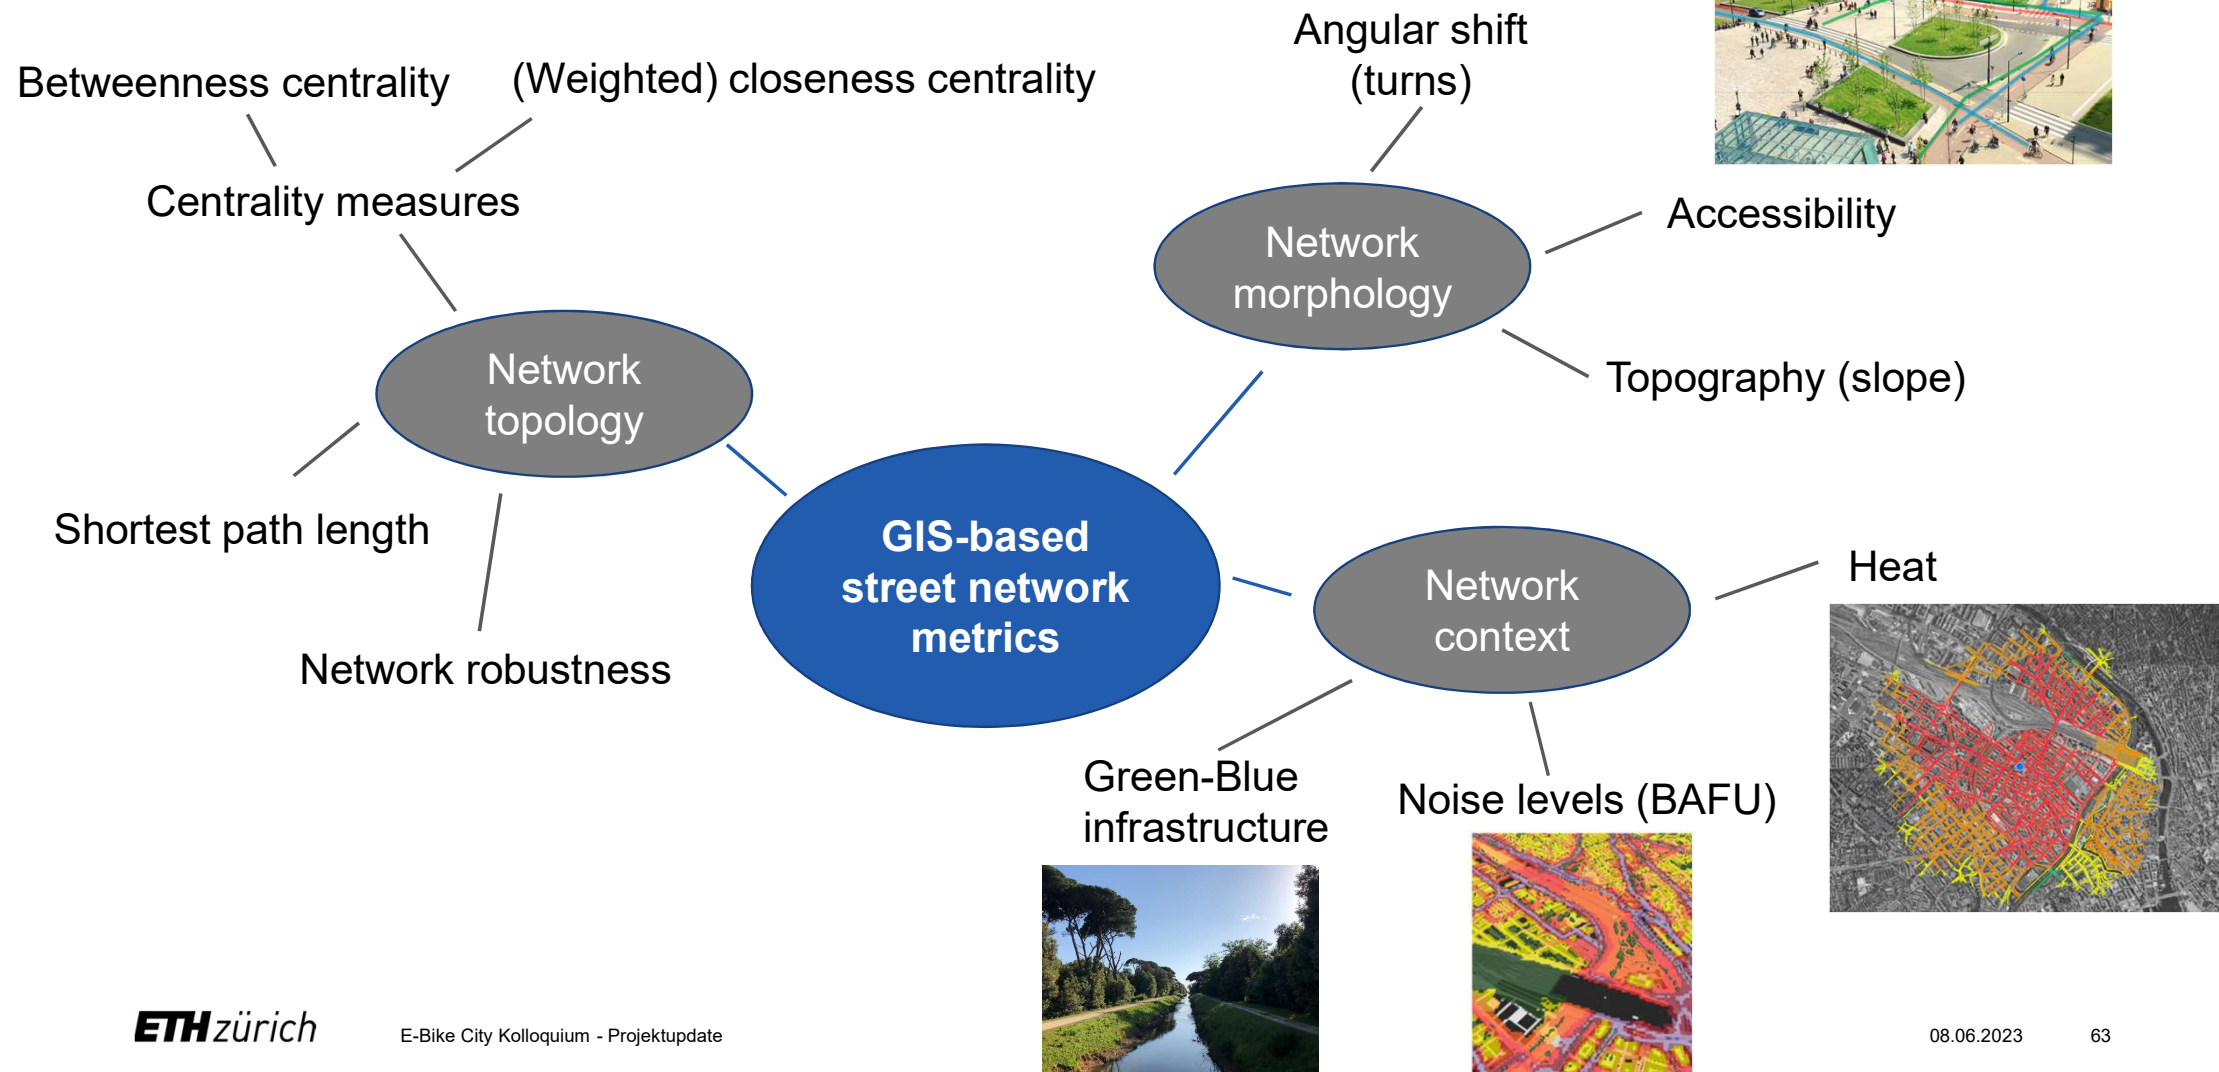 Angular shift
(turns)
Betweenness centrality
(Weighted) closeness centrality
Centrality measures
Accessibility
Network
morphology
Topography (slope)
Network
topology
Shortest path length
GIS-based
street network
metrics
Heat
Network
context
Network robustness
Green-Blue
infrastructure
Noise levels (BAFU)
ETH zürich
E-Bike City Kolloquium - Projektupdate
08.06.2023
63